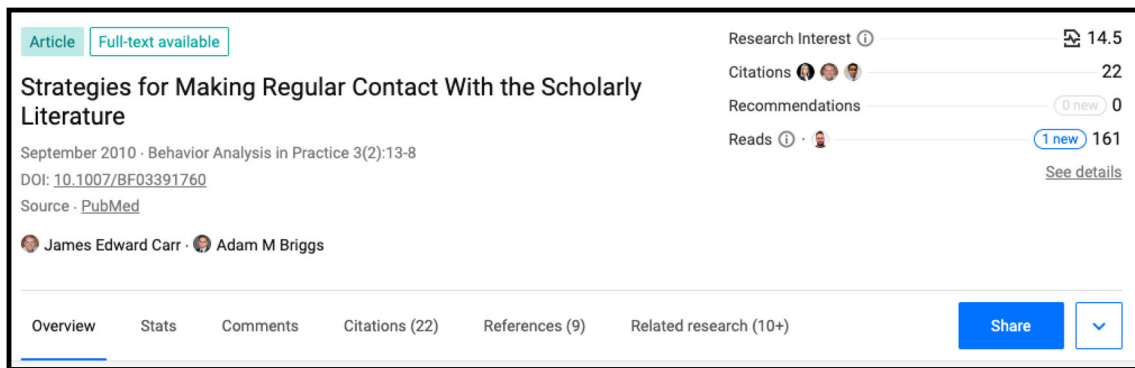 Article Full-text available
Strategies for Making Regular Contact With the Scholarly
Literature
September 2010 · Behavior Analysis in Practice 3(2):13-8
DOI: 10.1007/BF03391760
Source · PubMed
James Edward Carr · Adam M Briggs
Research Interest 14.5
Citations 22
Recommendations 0 new 0
Reads · 1 new 161
See details
Overview Stats Comments Citations (22) References (9) Related research (10+) Share